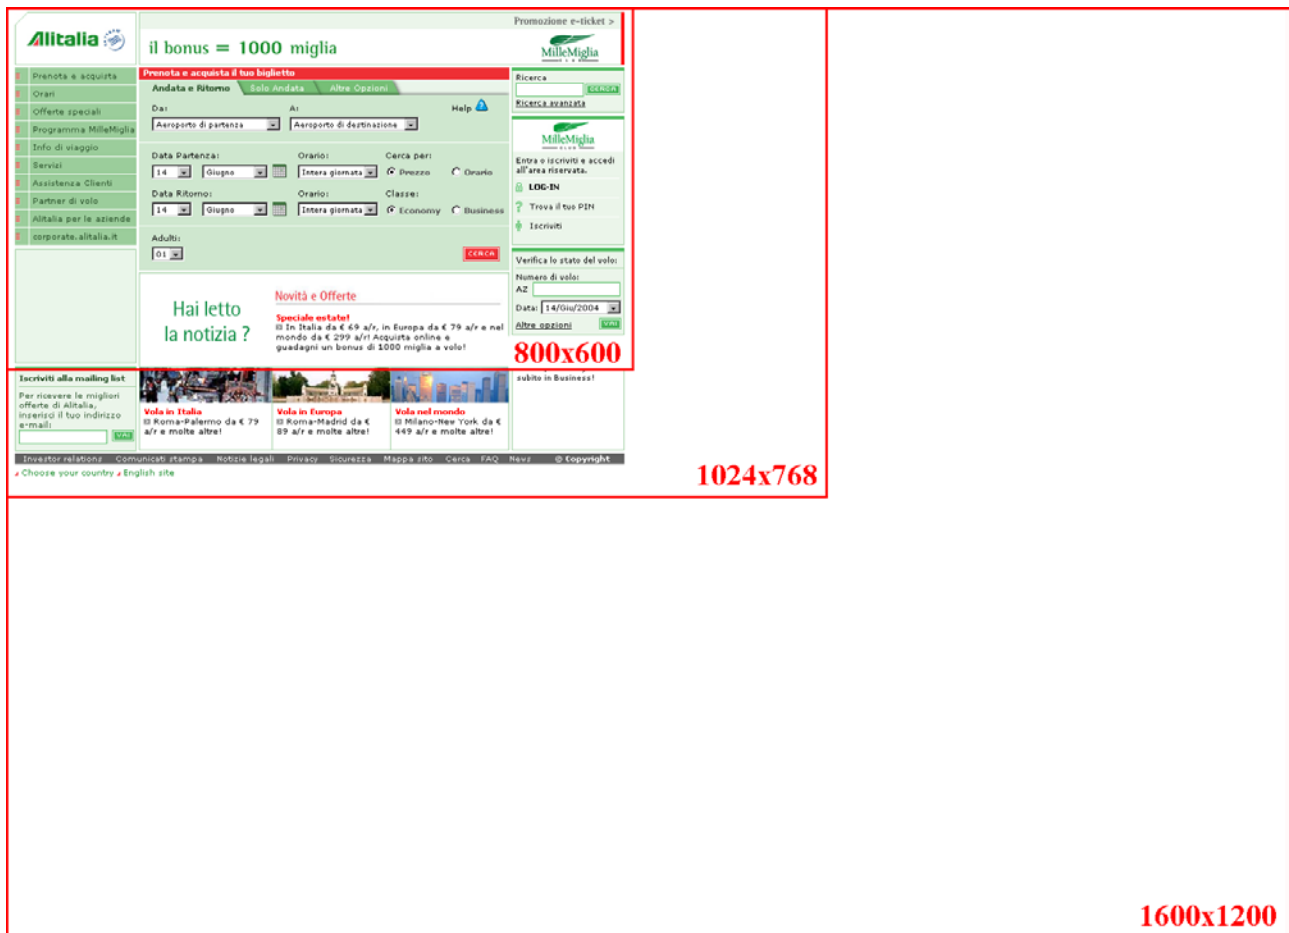 Promozione e-ticket >
Alitalia
il bonus = 1000 miglia
MilleMiglia
CLUB
Prenota e acquista
Orari
Offerte speciali
Programma MilleMiglia
Info di viaggio
Servizi
Assistenza Clienti
Partner di volo
Alitalia per le aziende
corporate.alitalia.it
Prenota e acquista il tuo biglietto
Andata e Ritorno Solo Andata Altre Opzioni
Da: A: Help ?
Aeroporto di partenza Aeroporto di destinazione
Data Partenza: Orario: Cerca per:
14 Giugno Intera giornata Prezzo Orario
Data Ritorno: Orario: Classe:
14 Giugno Intera giornata Economy Business
Adulti:
01 CERCA
Ricerca
CERCA
Ricerca avanzata
MilleMiglia
CLUB
Entra o iscriviti e accedi
all'area riservata.
LOG-IN
? Trova il tuo PIN
Iscriviti
Verifica lo stato del volo:
Numero di volo:
AZ
Data: 14/Giu/2004
Altre opzioni VAI
Hai letto
la notizia ?
Novità e Offerte
Speciale estate!
In Italia da € 69 a/r, in Europa da € 79 a/r e nel
mondo da € 299 a/r! Acquista online e
guadagni un bonus di 1000 miglia a volo!
800x600
Iscriviti alla mailing list
Per ricevere le migliori
offerte di Alitalia,
inserisci il tuo indirizzo
e-mail:
VAI
Vola in Italia
Roma-Palermo da € 79
a/r e molte altre!
Vola in Europa
Roma-Madrid da €
89 a/r e molte altre!
Vola nel mondo
Milano-New York da €
449 a/r e molte altre!
subito in Business!
Investor relations Comunicati stampa Notizie legali Privacy Sicurezza Mappa sito Cerca FAQ News © Copyright
Choose your country English site
1024x768
1600x1200